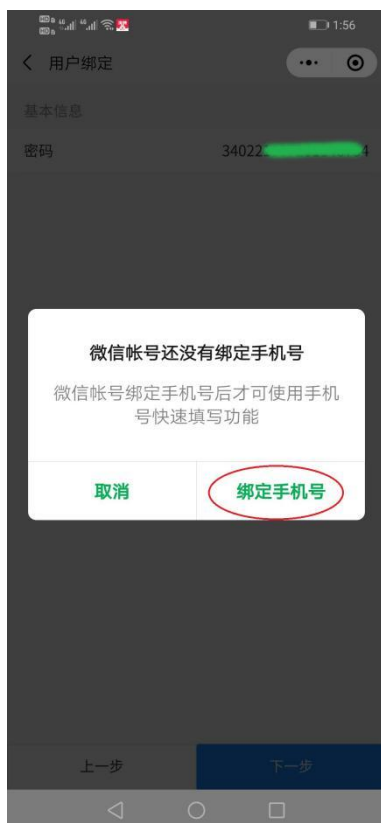 1:56
用户绑定
基本信息
密码 34022 4
微信帐号还没有绑定手机号
微信帐号绑定手机号后才可使用手机
号快速填写功能
取消 绑定手机号
上一步 下一步